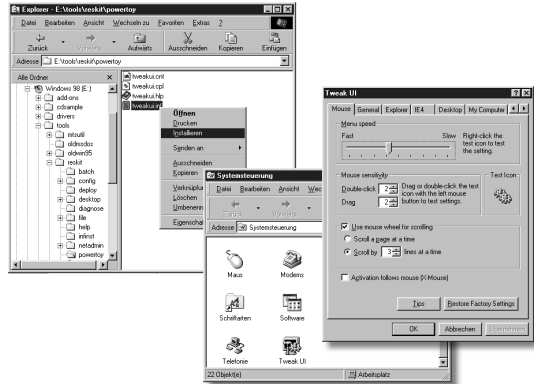 Explorer - E:\tools\reskit\powertoy
Datei Bearbeiten Ansicht Wechseln zu Favoriten Extras ?
Zurück Vorwärts Aufwärts Ausschneiden Kopieren Einfügen
Adresse E:\tools\reskit\powertoy
Alle Ordner
Windows 98 (E:)
add-ons
cdsample
drivers
tools
mtsutil
oldmsdos
oldwin95
reskit
batch
config
deploy
desktop
diagnose
file
help
infinst
netadmin
powertoy
tweakui.cnt
tweakui.cpl
tweakui.hlp
tweakui.inf
Öffnen
Drucken
Installieren
Senden an
Ausschneiden
Kopieren
Verknüpfu
Löschen
Umbenenn
Eigenschaf
Systemsteuerung
Datei Bearbeiten Ansicht Wec
Zurück Vorwärts
Adresse Systemsteuerung
Maus Modems
Schriftarten Software
Telefonie Tweak UI
22 Objekt(e) Arbeitsplatz
Tweak UI
Mouse General Explorer IE4 Desktop My Computer
Menu speed
Fast Slow Right-click the
test icon to test
the setting.
Mouse sensitivity Test Icon
Double-click 2 Drag or double-click the test
icon with the left mouse
Drag 2 button to test settings.
Use mouse wheel for scrolling
Scroll a page at a time
Scroll by 3 lines at a time
Activation follows mouse (X-Mouse)
Tips Restore Factory Settings
OK Abbrechen Übernehmen